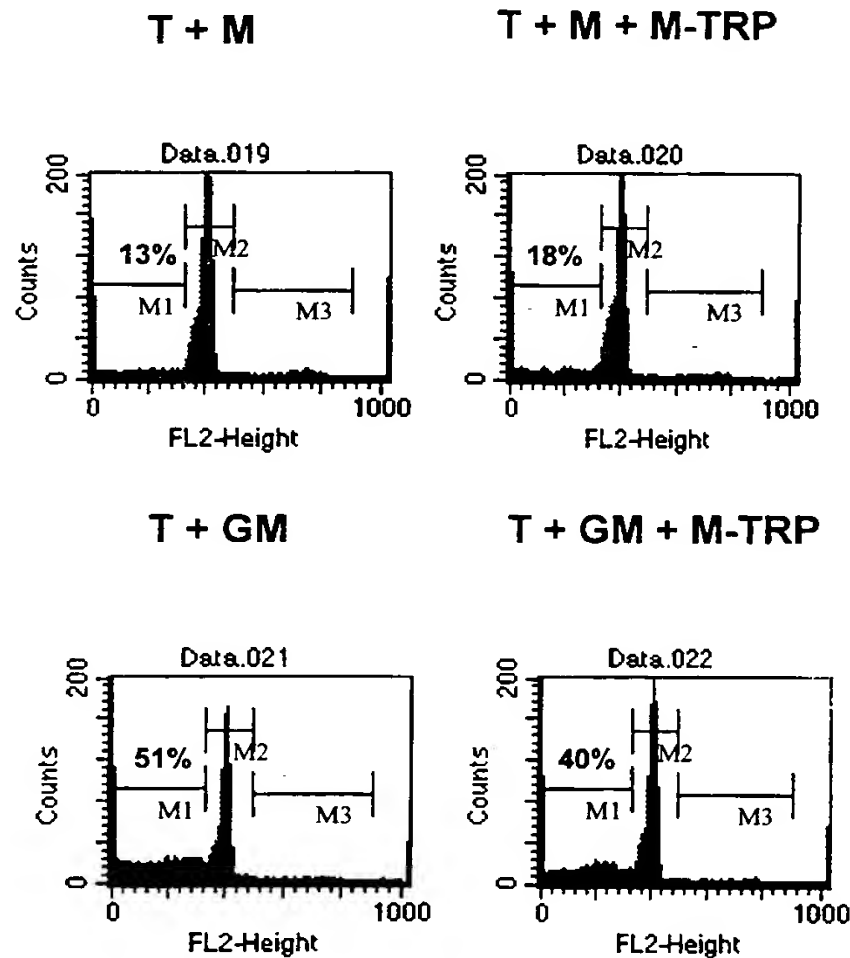 T + M
T + M + M-TRP
Data.019
200
Counts
0
13%
M1
M2
M3
0
1000
FL2-Height
Data.020
200
Counts
0
18%
M1
M2
M3
0
1000
FL2-Height
T + GM
T + GM + M-TRP
Data.021
200
Counts
0
51%
M1
M2
M3
0
1000
FL2-Height
Data.022
200
Counts
0
40%
M1
M2
M3
0
1000
FL2-Height